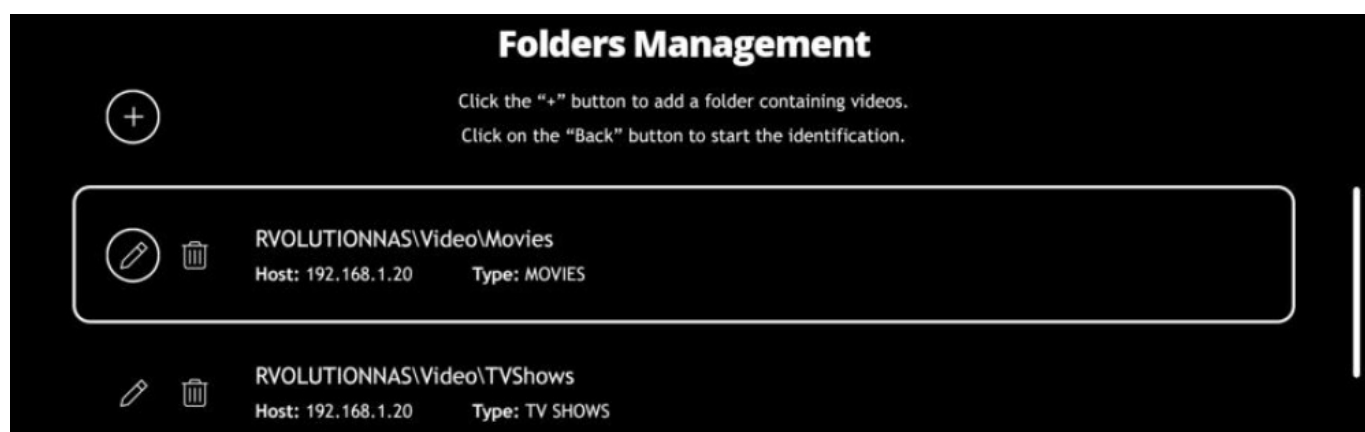 Folders Management
Click the “+” button to add a folder containing videos.
Click on the “Back” button to start the identification.
RVOLUTIONNAS\Video\Movies
Host: 192.168.1.20 Type: MOVIES
RVOLUTIONNAS\Video\TVShows
Host: 192.168.1.20 Type: TV SHOWS